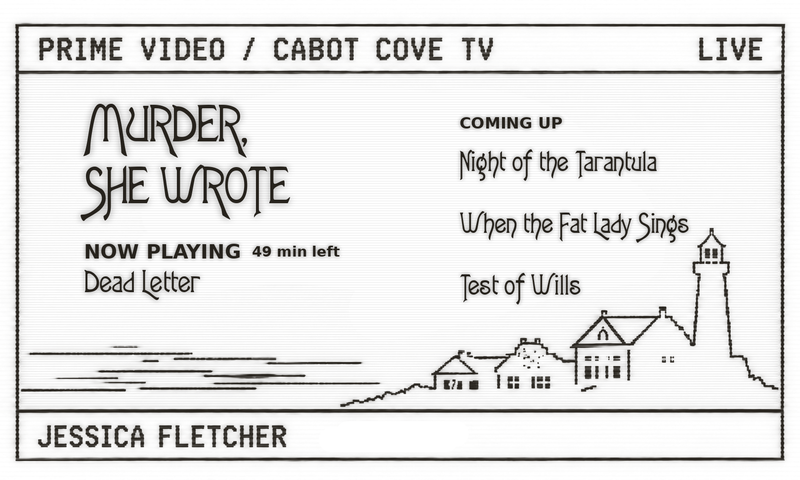 PRIME VIDEO / CABOT COVE TV
LIVE
MURDER,
SHE WROTE
NOW PLAYING 49 min left
Dead Letter
COMING UP
Night of the Tarantula
When the Fat Lady Sings
Test of Wills
JESSICA FLETCHER